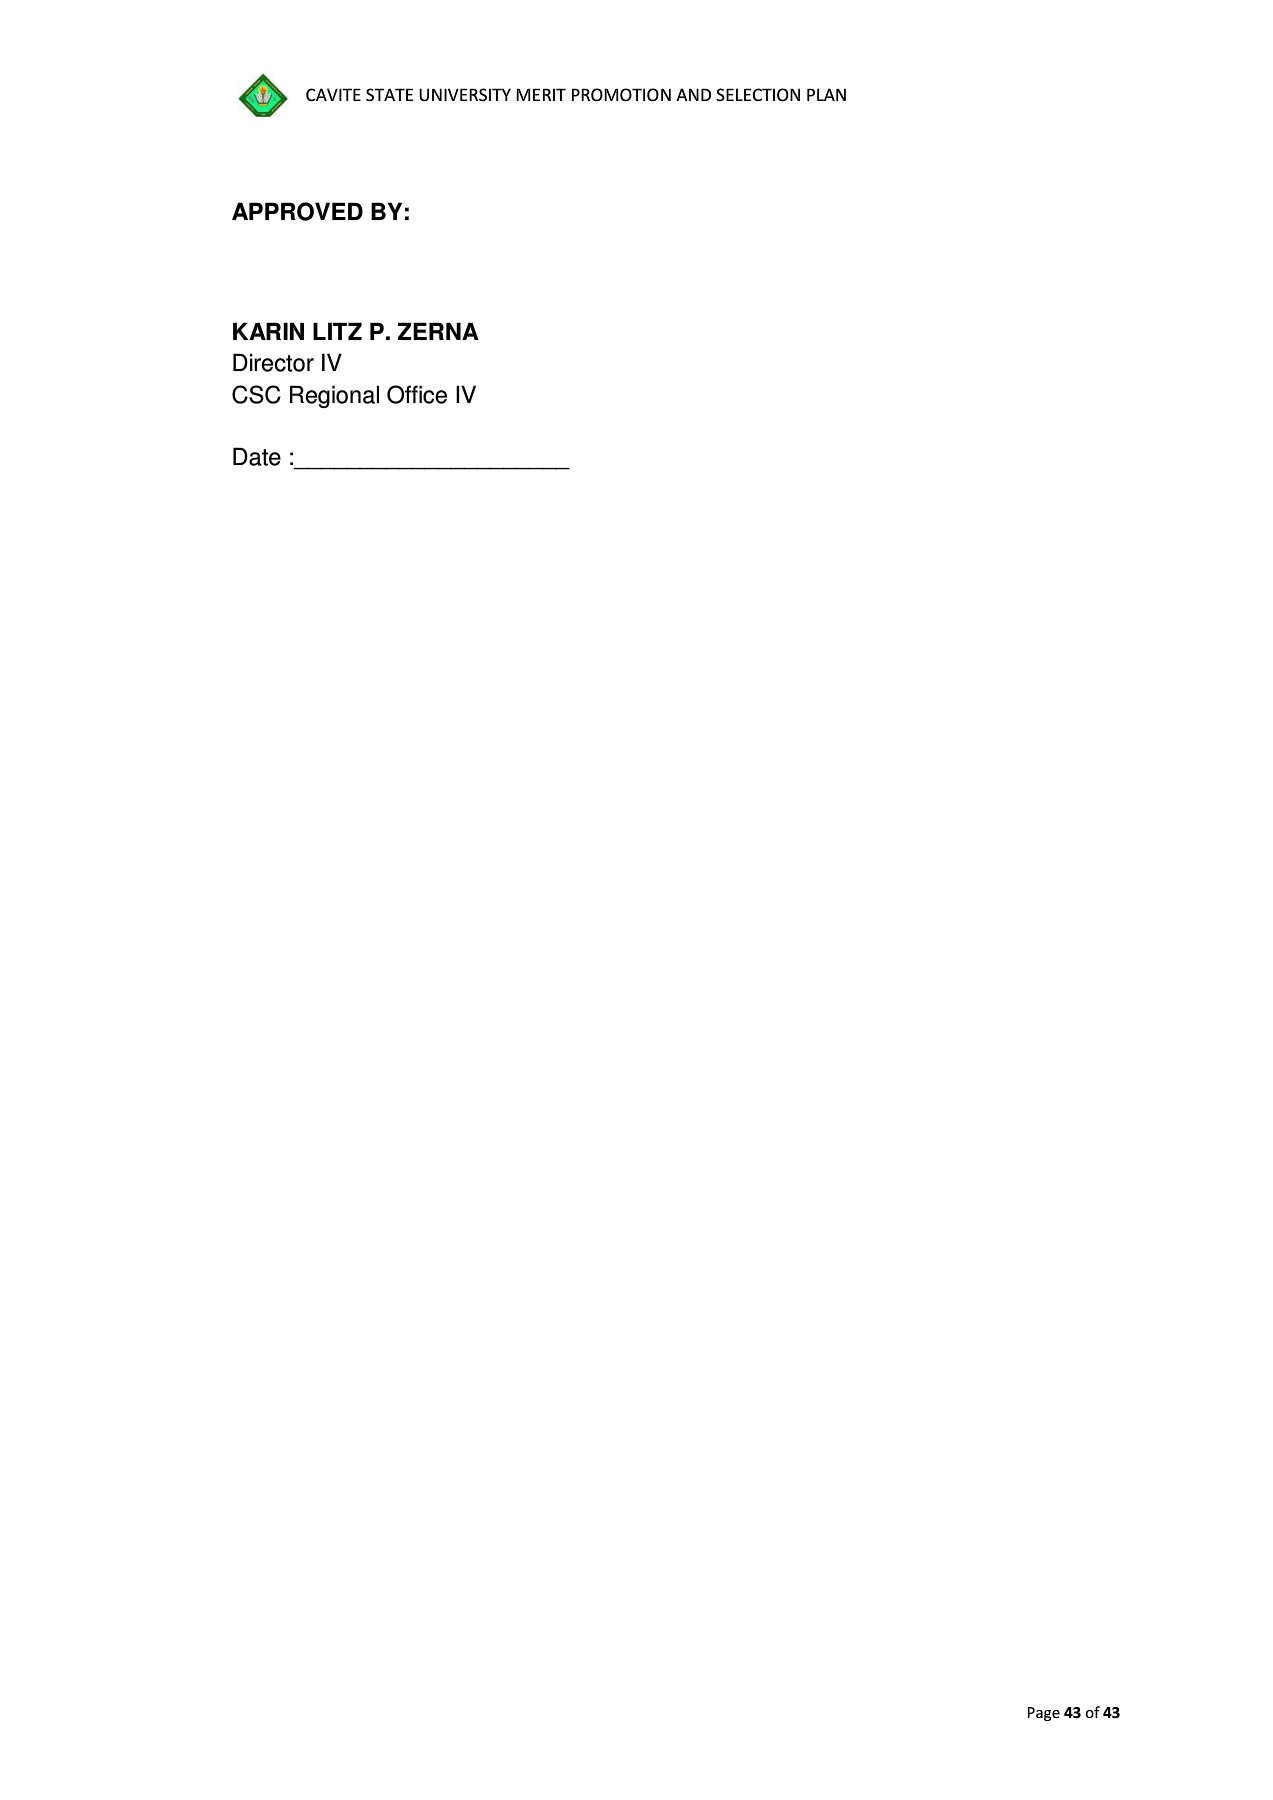 CAVITE STATE UNIVERSITY MERIT PROMOTION AND SELECTION PLAN
APPROVED BY:
KARIN LITZ P. ZERNA
Director IV
CSC Regional Office IV
Date :_____________________
Page 43 of 43